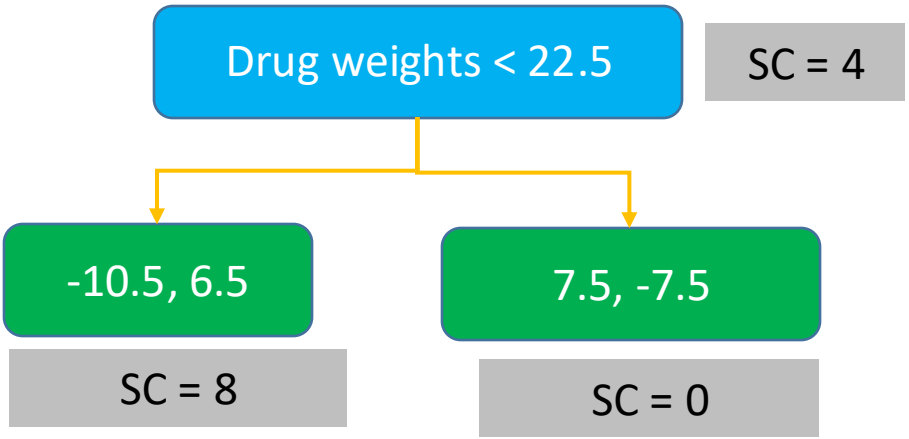 Drug weights < 22.5
SC = 4
-10.5, 6.5
7.5, -7.5
SC = 8
SC = 0